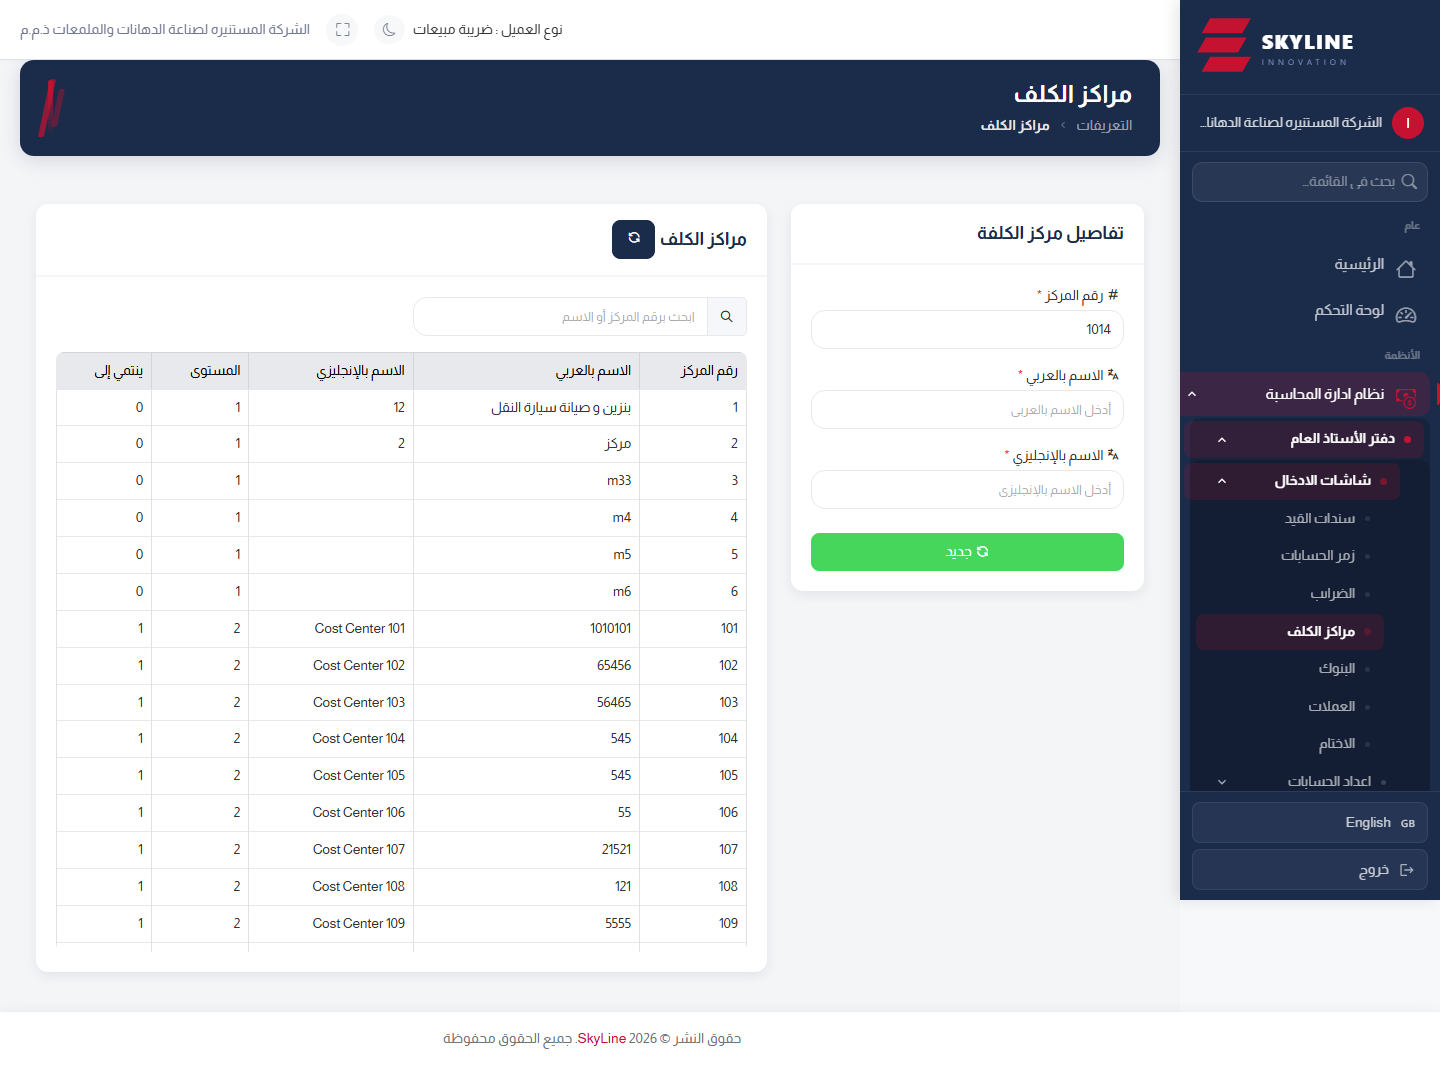 SKYLINE
INNOVATION
الشركة المستنيره لصناعة الدهانا...
ا
بحث في القائمة...
عام
الرئيسية
لوحة التحكم
الأنظمة
نظام ادارة المحاسبة
دفتر الأستاذ العام
شاشات الادخال
سندات القيد
زمر الحسابات
الضرائب
مراكز الكلف
البنوك
العملات
الاختام
اعداد الحسابات
GB English
خروج
نوع العميل : ضريبة مبيعات
الشركة المستنيره لصناعة الدهانات والملمعات ذ.م.م
مراكز الكلف
التعريفات › مراكز الكلف
تفاصيل مركز الكلفة
# رقم المركز *
1014
الاسم بالعربي *
أدخل الاسم بالعربي
الاسم بالإنجليزي *
أدخل الاسم بالإنجليزي
جديد
مراكز الكلف
ابحث برقم المركز أو الاسم
رقم المركز الاسم بالعربي الاسم بالإنجليزي المستوى ينتمي إلى
1 بنزين و صيانة سيارة النقل 12 1 0
2 مركز 2 1 0
3 m33 1 0
4 m4 1 0
5 m5 1 0
6 m6 1 0
101 1010101 Cost Center 101 2 1
102 65456 Cost Center 102 2 1
103 56465 Cost Center 103 2 1
104 545 Cost Center 104 2 1
105 545 Cost Center 105 2 1
106 55 Cost Center 106 2 1
107 21521 Cost Center 107 2 1
108 121 Cost Center 108 2 1
109 5555 Cost Center 109 2 1
حقوق النشر © 2026 SkyLine. جميع الحقوق محفوظة